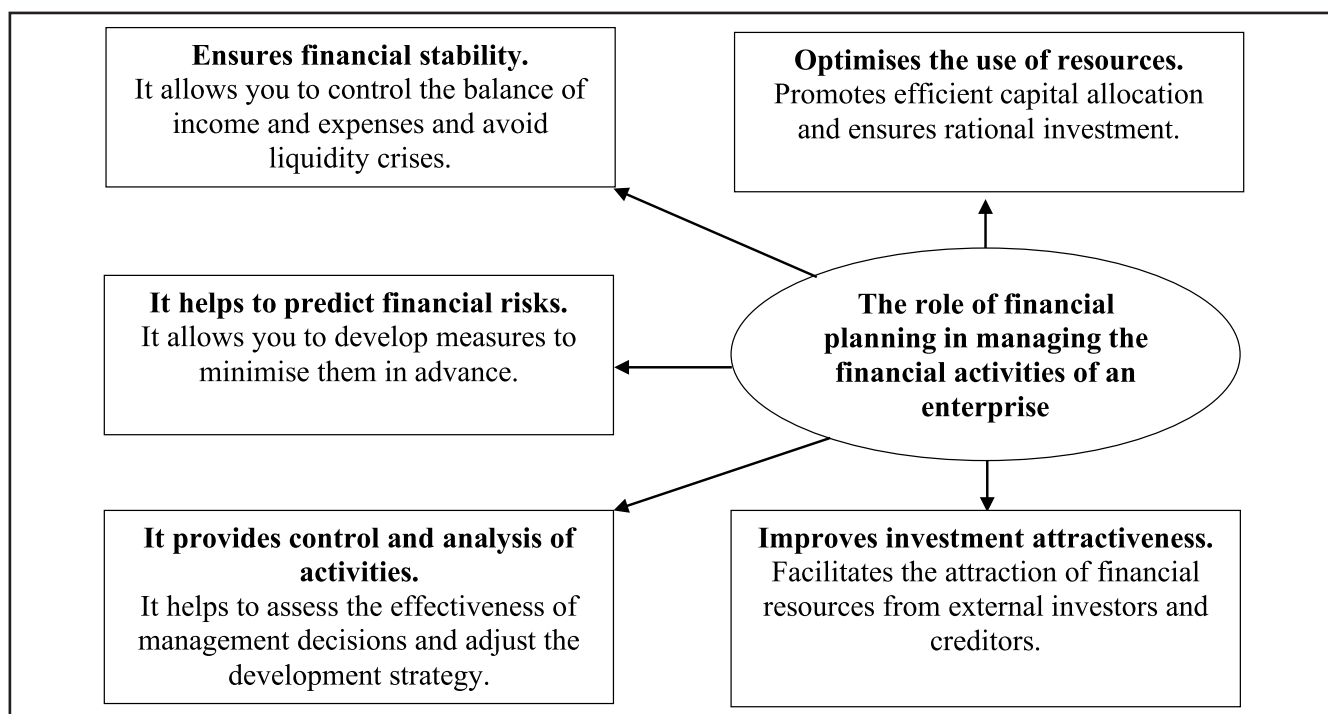 Ensures financial stability.
It allows you to control the balance of
income and expenses and avoid
liquidity crises.
Optimises the use of resources.
Promotes efficient capital allocation
and ensures rational investment.
It helps to predict financial risks.
It allows you to develop measures to
minimise them in advance.
The role of financial
planning in managing the
financial activities of an
enterprise
It provides control and analysis of
activities.
It helps to assess the effectiveness of
management decisions and adjust the
development strategy.
Improves investment attractiveness.
Facilitates the attraction of financial
resources from external investors and
creditors.